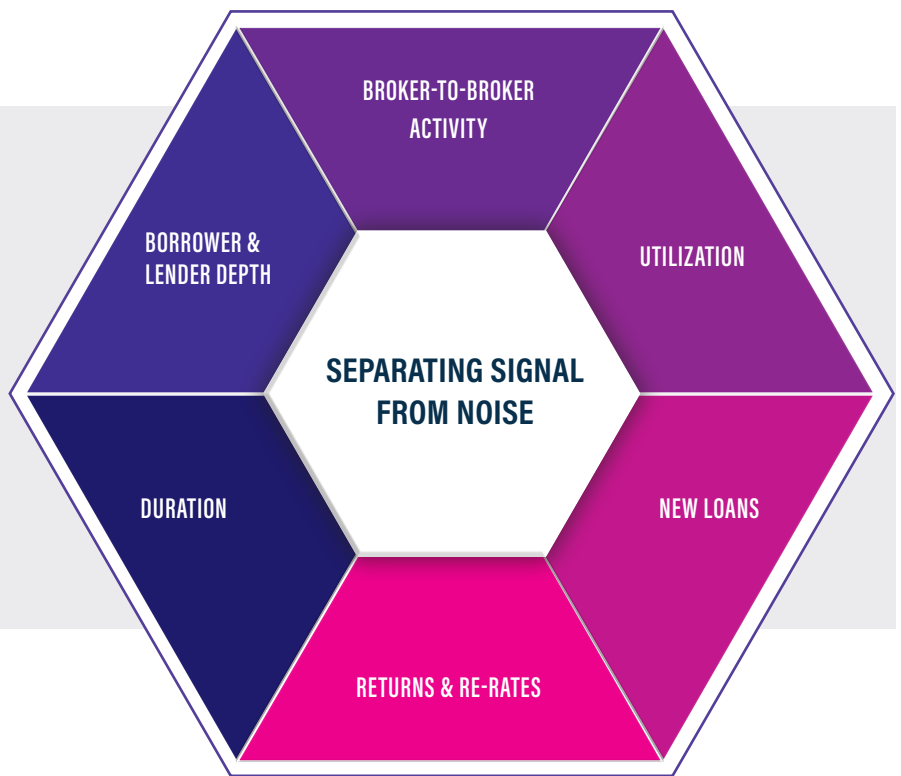 BROKER-TO-BROKER
ACTIVITY
BORROWER &
LENDER DEPTH
UTILIZATION
SEPARATING SIGNAL
FROM NOISE
DURATION
NEW LOANS
RETURNS & RE-RATES